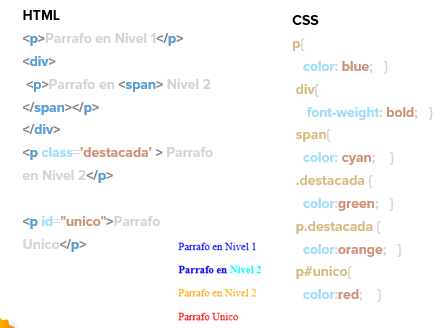 HTML
<p>Parrafo en Nivel 1</p>
<div>
<p>Parrafo en <span> Nivel 2
</span></p>
</div>
<p class='destacada' > Parrafo
en Nivel 2</p>
<p id="unico">Parrafo
Unico</p>
Parrafo en Nivel 1
Parrafo en Nivel 2
Parrafo en Nivel 2
Parrafo Unico
CSS
p{
color: blue; }
div{
font-weight: bold; }
span{
color: cyan; }
.destacada {
color:green; }
p.destacada {
color:orange; }
p#unico{
color:red; }